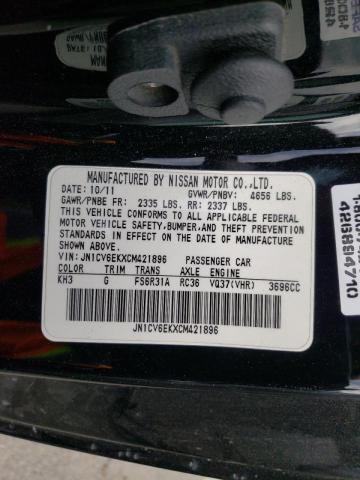 MANUFACTURED BY NISSAN MOTOR CO., LTD.
DATE: 10/11 GVWR/PNBV: 4656 LBS.
GAWR/PNBE FR: 2335 LBS. RR: 2337 LBS.
THIS VEHICLE CONFORMS TO ALL APPLICABLE FEDERAL
MOTOR VEHICLE SAFETY, BUMPER, AND THEFT PREVENTION
STANDARDS IN EFFECT ON THE DATE OF MANUFACTURE
SHOWN ABOVE.
VIN: JN1CV6EKXCM421896 PASSENGER CAR
COLOR TRIM TRANS AXLE ENGINE
KH3 G FS6R31A RC36 VQ37(VHR) 3696CC
JN1CV6EKXCM421896